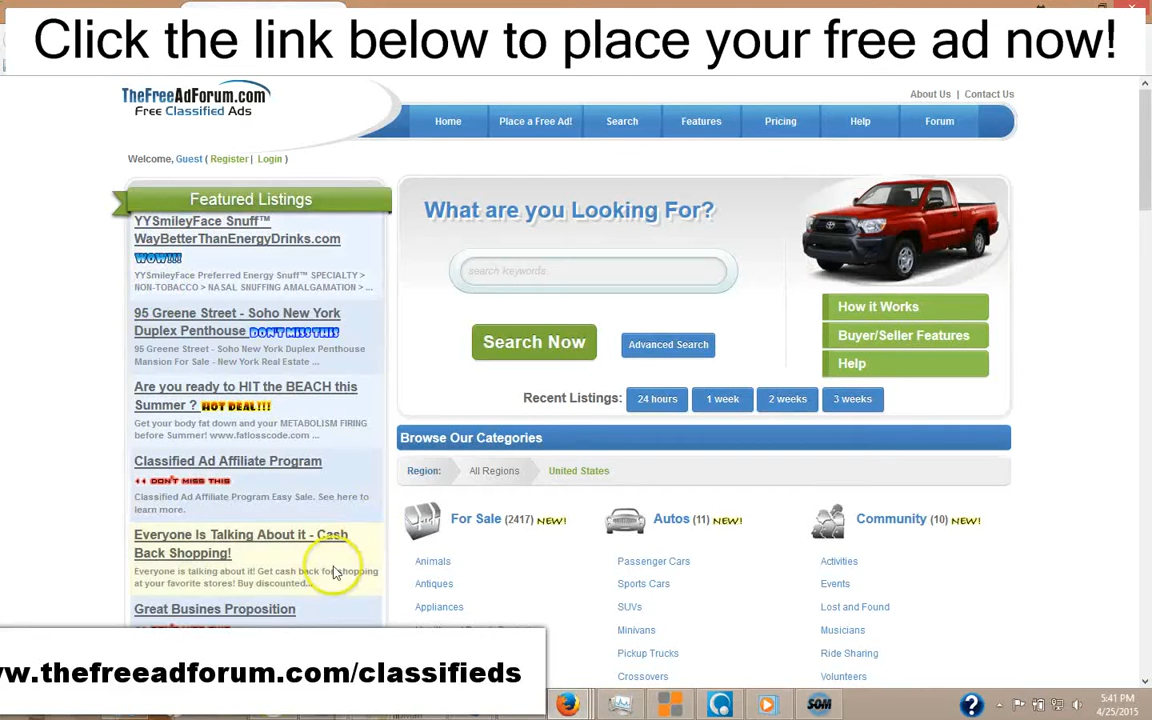 Click the link below to place your free ad now!
TheFreeAdForum.com
Free Classified Ads
About Us | Contact Us
Home Place a Free Ad! Search Features Pricing Help Forum
Welcome, Guest ( Register | Login )
Featured Listings
YYSmileyFace Snuff™
WayBetterThanEnergyDrinks.com
WOW!!!
YYSmileyFace Preferred Energy Snuff™ SPECIALTY >
NON-TOBACCO > NASAL SNUFFING AMALGAMATION > ...
95 Greene Street - Soho New York
Duplex Penthouse DON'T MISS THIS
95 Greene Street - Soho New York Duplex Penthouse
Mansion For Sale - New York Real Estate ...
Are you ready to HIT the BEACH this
Summer ? HOT DEAL!!!
Get your body fat down and your METABOLISM FIRING
before Summer! www.fatlosscode.com ...
Classified Ad Affiliate Program
DON'T MISS THIS
Classified Ad Affiliate Program Easy Sale. See here to
learn more.
Everyone Is Talking About it - Cash
Back Shopping!
Everyone is talking about it! Get cash back for shopping
at your favorite stores! Buy discounted...
Great Busines Proposition
What are you Looking For?
search keywords.
Search Now
Advanced Search
How it Works
Buyer/Seller Features
Help
Recent Listings: 24 hours 1 week 2 weeks 3 weeks
Browse Our Categories
Region: All Regions United States
For Sale (2417) NEW!
Animals
Antiques
Appliances
Autos (11) NEW!
Passenger Cars
Sports Cars
SUVs
Minivans
Pickup Trucks
Crossovers
Community (10) NEW!
Activities
Events
Lost and Found
Musicians
Ride Sharing
Volunteers
w.thefreeadforum.com/classifieds
SOM
5:41 PM
4/25/2015